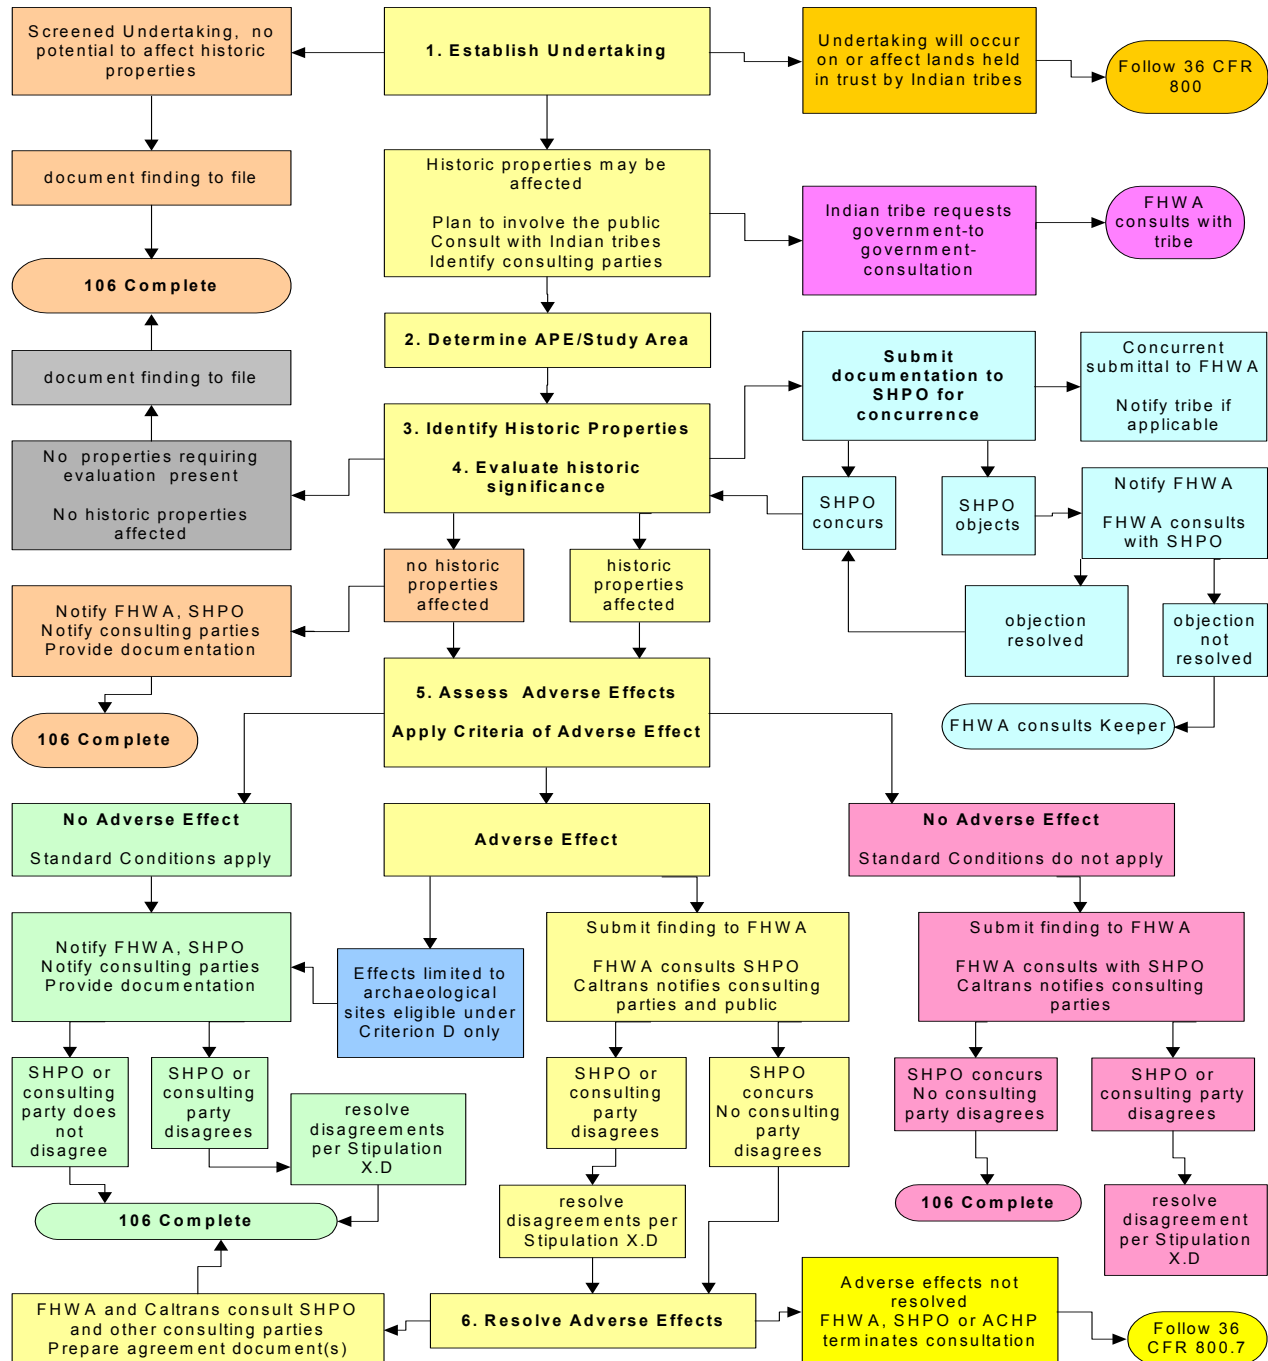 Screened Undertaking, no
potential to affect historic
properties
1. Establish Undertaking
Undertaking will occur
on or affect lands held
in trust by Indian tribes
Follow 36 CFR
800
document finding to file
Historic properties may be
affected
Plan to involve the public
Consult with Indian tribes
Identify consulting parties
Indian tribe requests
government-to
government-
consultation
FHWA
consults with
tribe
106 Complete
2. Determine APE/Study Area
document finding to file
Submit
documentation to
SHPO for
concurrence
Concurrent
submittal to FHWA
Notify tribe if
applicable
3. Identify Historic Properties
4. Evaluate historic
significance
No properties requiring
evaluation present
No historic properties
affected
SHPO
concurs
SHPO
objects
Notify FHWA
FHWA consults
with SHPO
no historic
properties
affected
historic
properties
affected
Notify FHWA, SHPO
Notify consulting parties
Provide documentation
objection
resolved
objection
not
resolved
5. Assess Adverse Effects
Apply Criteria of Adverse Effect
106 Complete
FHWA consults Keeper
No Adverse Effect
Standard Conditions apply
Adverse Effect
No Adverse Effect
Standard Conditions do not apply
Notify FHWA, SHPO
Notify consulting parties
Provide documentation
Effects limited to
archaeological
sites eligible under
Criterion D only
Submit finding to FHWA
FHWA consults SHPO
Caltrans notifies consulting
parties and public
Submit finding to FHWA
FHWA consults with SHPO
Caltrans notifies consulting
parties
SHPO or
consulting
party does
not
disagree
SHPO or
consulting
party
disagrees
resolve
disagreements
per Stipulation
X.D
SHPO or
consulting
party
disagrees
SHPO
concurs
No consulting
party
disagrees
SHPO concurs
No consulting
party disagrees
SHPO or
consulting party
disagrees
106 Complete
resolve
disagreements per
Stipulation X.D
106 Complete
resolve
disagreement
per Stipulation
X.D
FHWA and Caltrans consult SHPO
and other consulting parties
Prepare agreement document(s)
6. Resolve Adverse Effects
Adverse effects not
resolved
FHWA, SHPO or ACHP
terminates consultation
Follow 36
CFR 800.7